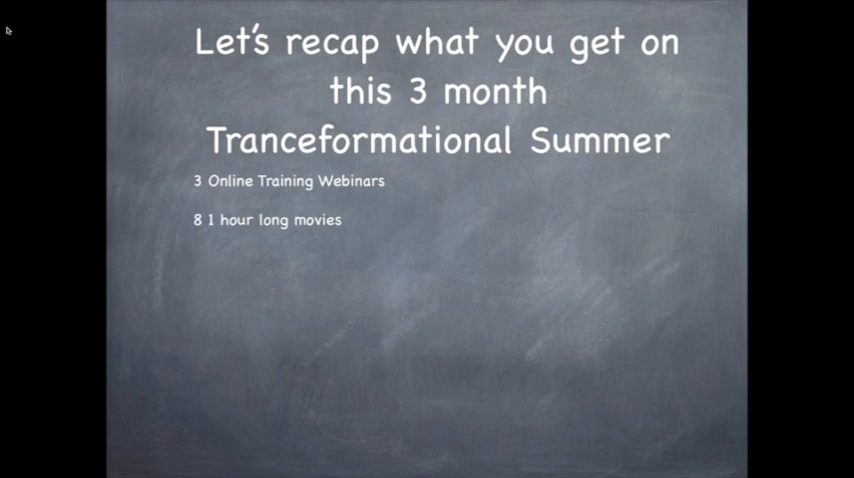 Let's recap what you get on
this 3 month
Tranceformational Summer
3 Online Training Webinars
8 1 hour long movies